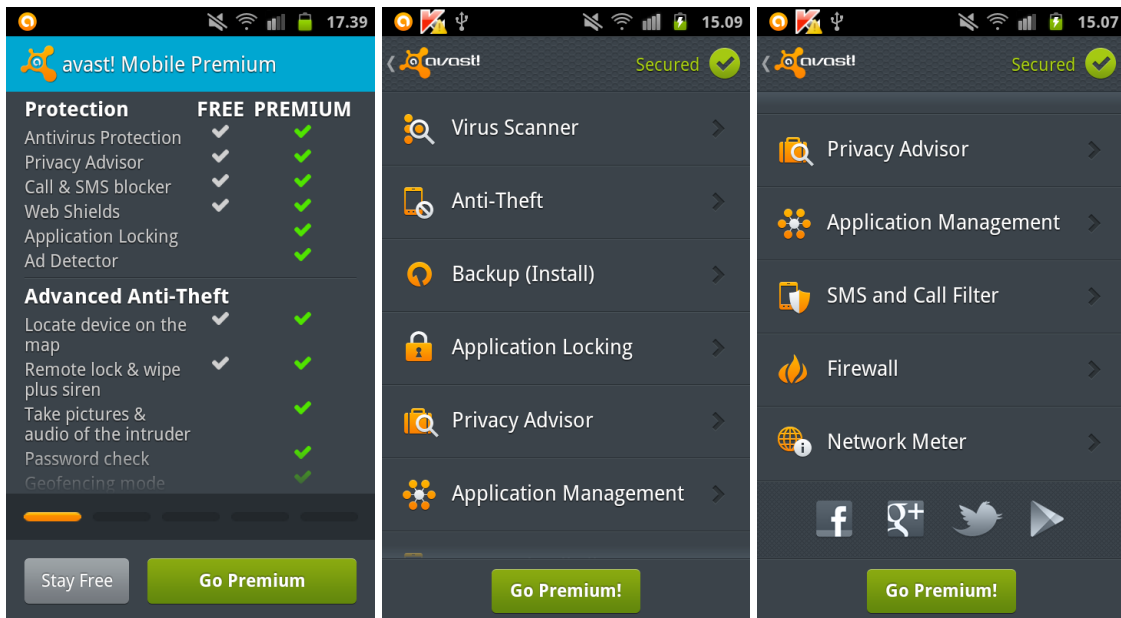 17.39
avast! Mobile Premium
Protection FREE PREMIUM
Antivirus Protection
Privacy Advisor
Call & SMS blocker
Web Shields
Application Locking
Ad Detector
Advanced Anti-Theft
Locate device on the
map
Remote lock & wipe
plus siren
Take pictures &
audio of the intruder
Password check
Geofencing mode
Stay Free
Go Premium
15.09
avast!
Secured
Virus Scanner
Anti-Theft
Backup (Install)
Application Locking
Privacy Advisor
Application Management
Go Premium!
15.07
avast!
Secured
Privacy Advisor
Application Management
SMS and Call Filter
Firewall
Network Meter
f g+
Go Premium!